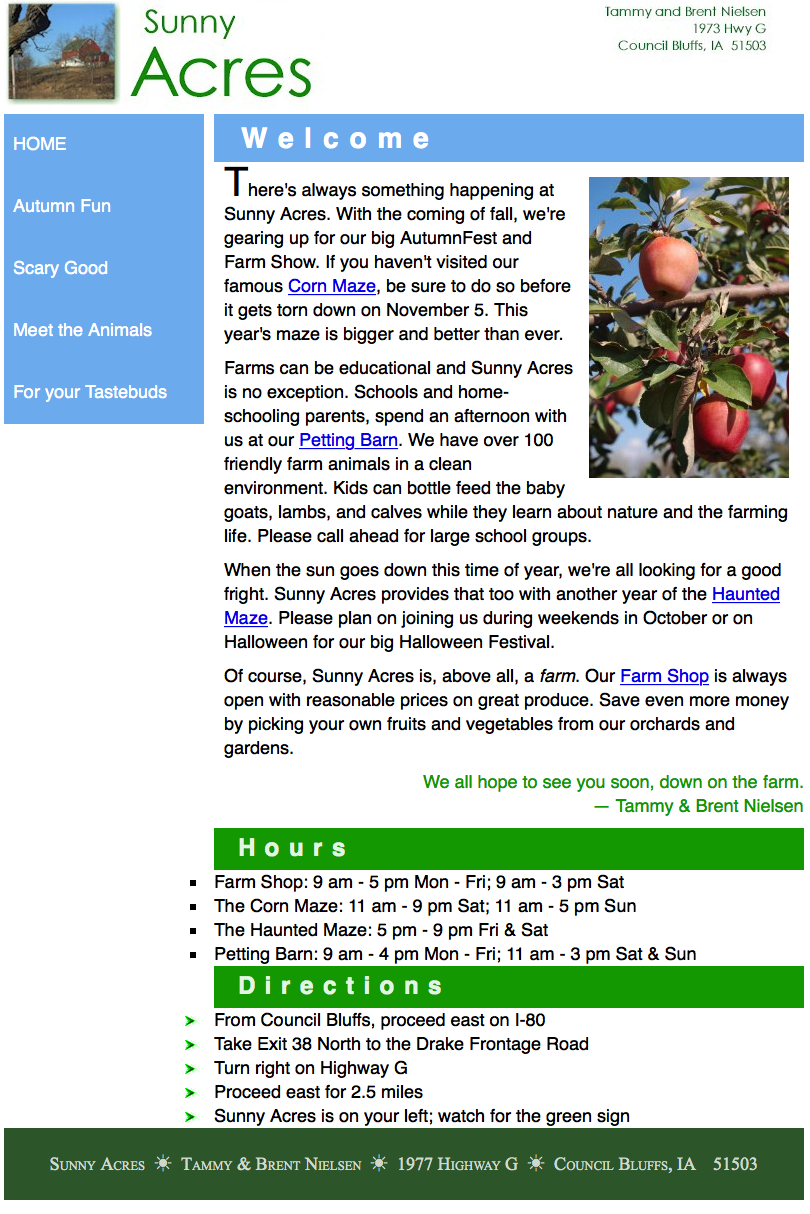 Sunny
Acres
Tammy and Brent Nielsen
1973 Hwy G
Council Bluffs, IA 51503
HOME
Autumn Fun
Scary Good
Meet the Animals
For your Tastebuds
Welcome
There's always something happening at
Sunny Acres. With the coming of fall, we're
gearing up for our big AutumnFest and
Farm Show. If you haven't visited our
famous Corn Maze, be sure to do so before
it gets torn down on November 5. This
year's maze is bigger and better than ever.
Farms can be educational and Sunny Acres
is no exception. Schools and home-
schooling parents, spend an afternoon with
us at our Petting Barn. We have over 100
friendly farm animals in a clean
environment. Kids can bottle feed the baby
goats, lambs, and calves while they learn about nature and the farming
life. Please call ahead for large school groups.
When the sun goes down this time of year, we're all looking for a good
fright. Sunny Acres provides that too with another year of the Haunted
Maze. Please plan on joining us during weekends in October or on
Halloween for our big Halloween Festival.
Of course, Sunny Acres is, above all, a farm. Our Farm Shop is always
open with reasonable prices on great produce. Save even more money
by picking your own fruits and vegetables from our orchards and
gardens.
We all hope to see you soon, down on the farm.
— Tammy & Brent Nielsen
Hours
Farm Shop: 9 am - 5 pm Mon - Fri; 9 am - 3 pm Sat
The Corn Maze: 11 am - 9 pm Sat; 11 am - 5 pm Sun
The Haunted Maze: 5 pm - 9 pm Fri & Sat
Petting Barn: 9 am - 4 pm Mon - Fri; 11 am - 3 pm Sat & Sun
Directions
From Council Bluffs, proceed east on I-80
Take Exit 38 North to the Drake Frontage Road
Turn right on Highway G
Proceed east for 2.5 miles
Sunny Acres is on your left; watch for the green sign
Sunny Acres ☀ Tammy & Brent Nielsen ☀ 1977 Highway G ☀ Council Bluffs, IA 51503